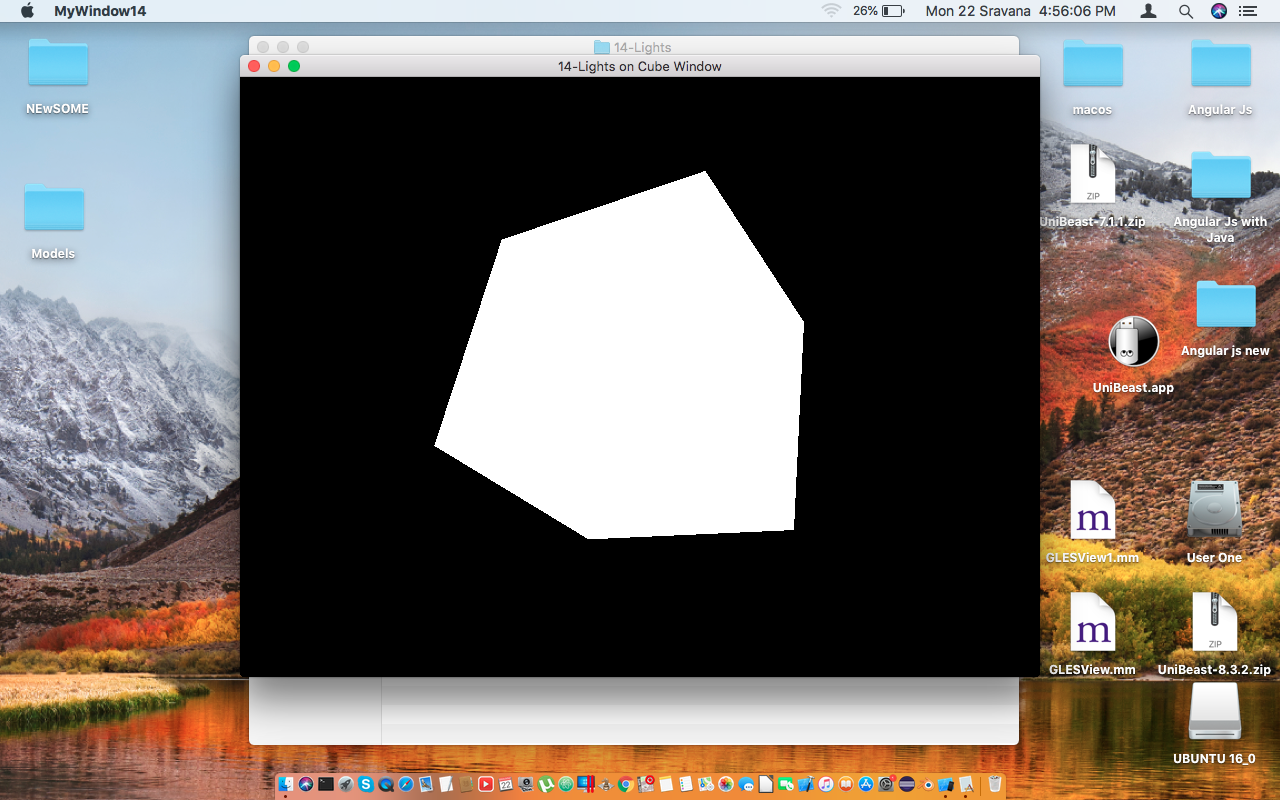 MyWindow14
26%
Mon 22 Sravana 4:56:06 PM
14-Lights
14-Lights on Cube Window
NEwSOME
Models
macos
Angular Js
ZIP
UniBeast-7.1.1.zip
Angular Js with
Java
Angular js new
UniBeast.app
m
GLESView1.mm
User One
m
GLESView.mm
ZIP
UniBeast-8.3.2.zip
UBUNTU 16_0
22